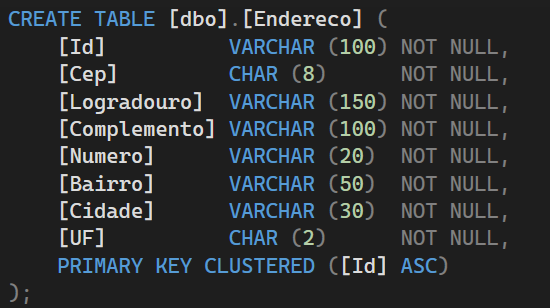 CREATE TABLE [dbo].[Endereco] (
    [Id]          VARCHAR (100) NOT NULL,
    [Cep]         CHAR (8)      NOT NULL,
    [Logradouro]  VARCHAR (150) NOT NULL,
    [Complemento] VARCHAR (100) NOT NULL,
    [Numero]      VARCHAR (20)  NOT NULL,
    [Bairro]      VARCHAR (50)  NOT NULL,
    [Cidade]      VARCHAR (30)  NOT NULL,
    [UF]          CHAR (2)      NOT NULL,
    PRIMARY KEY CLUSTERED ([Id] ASC)
);